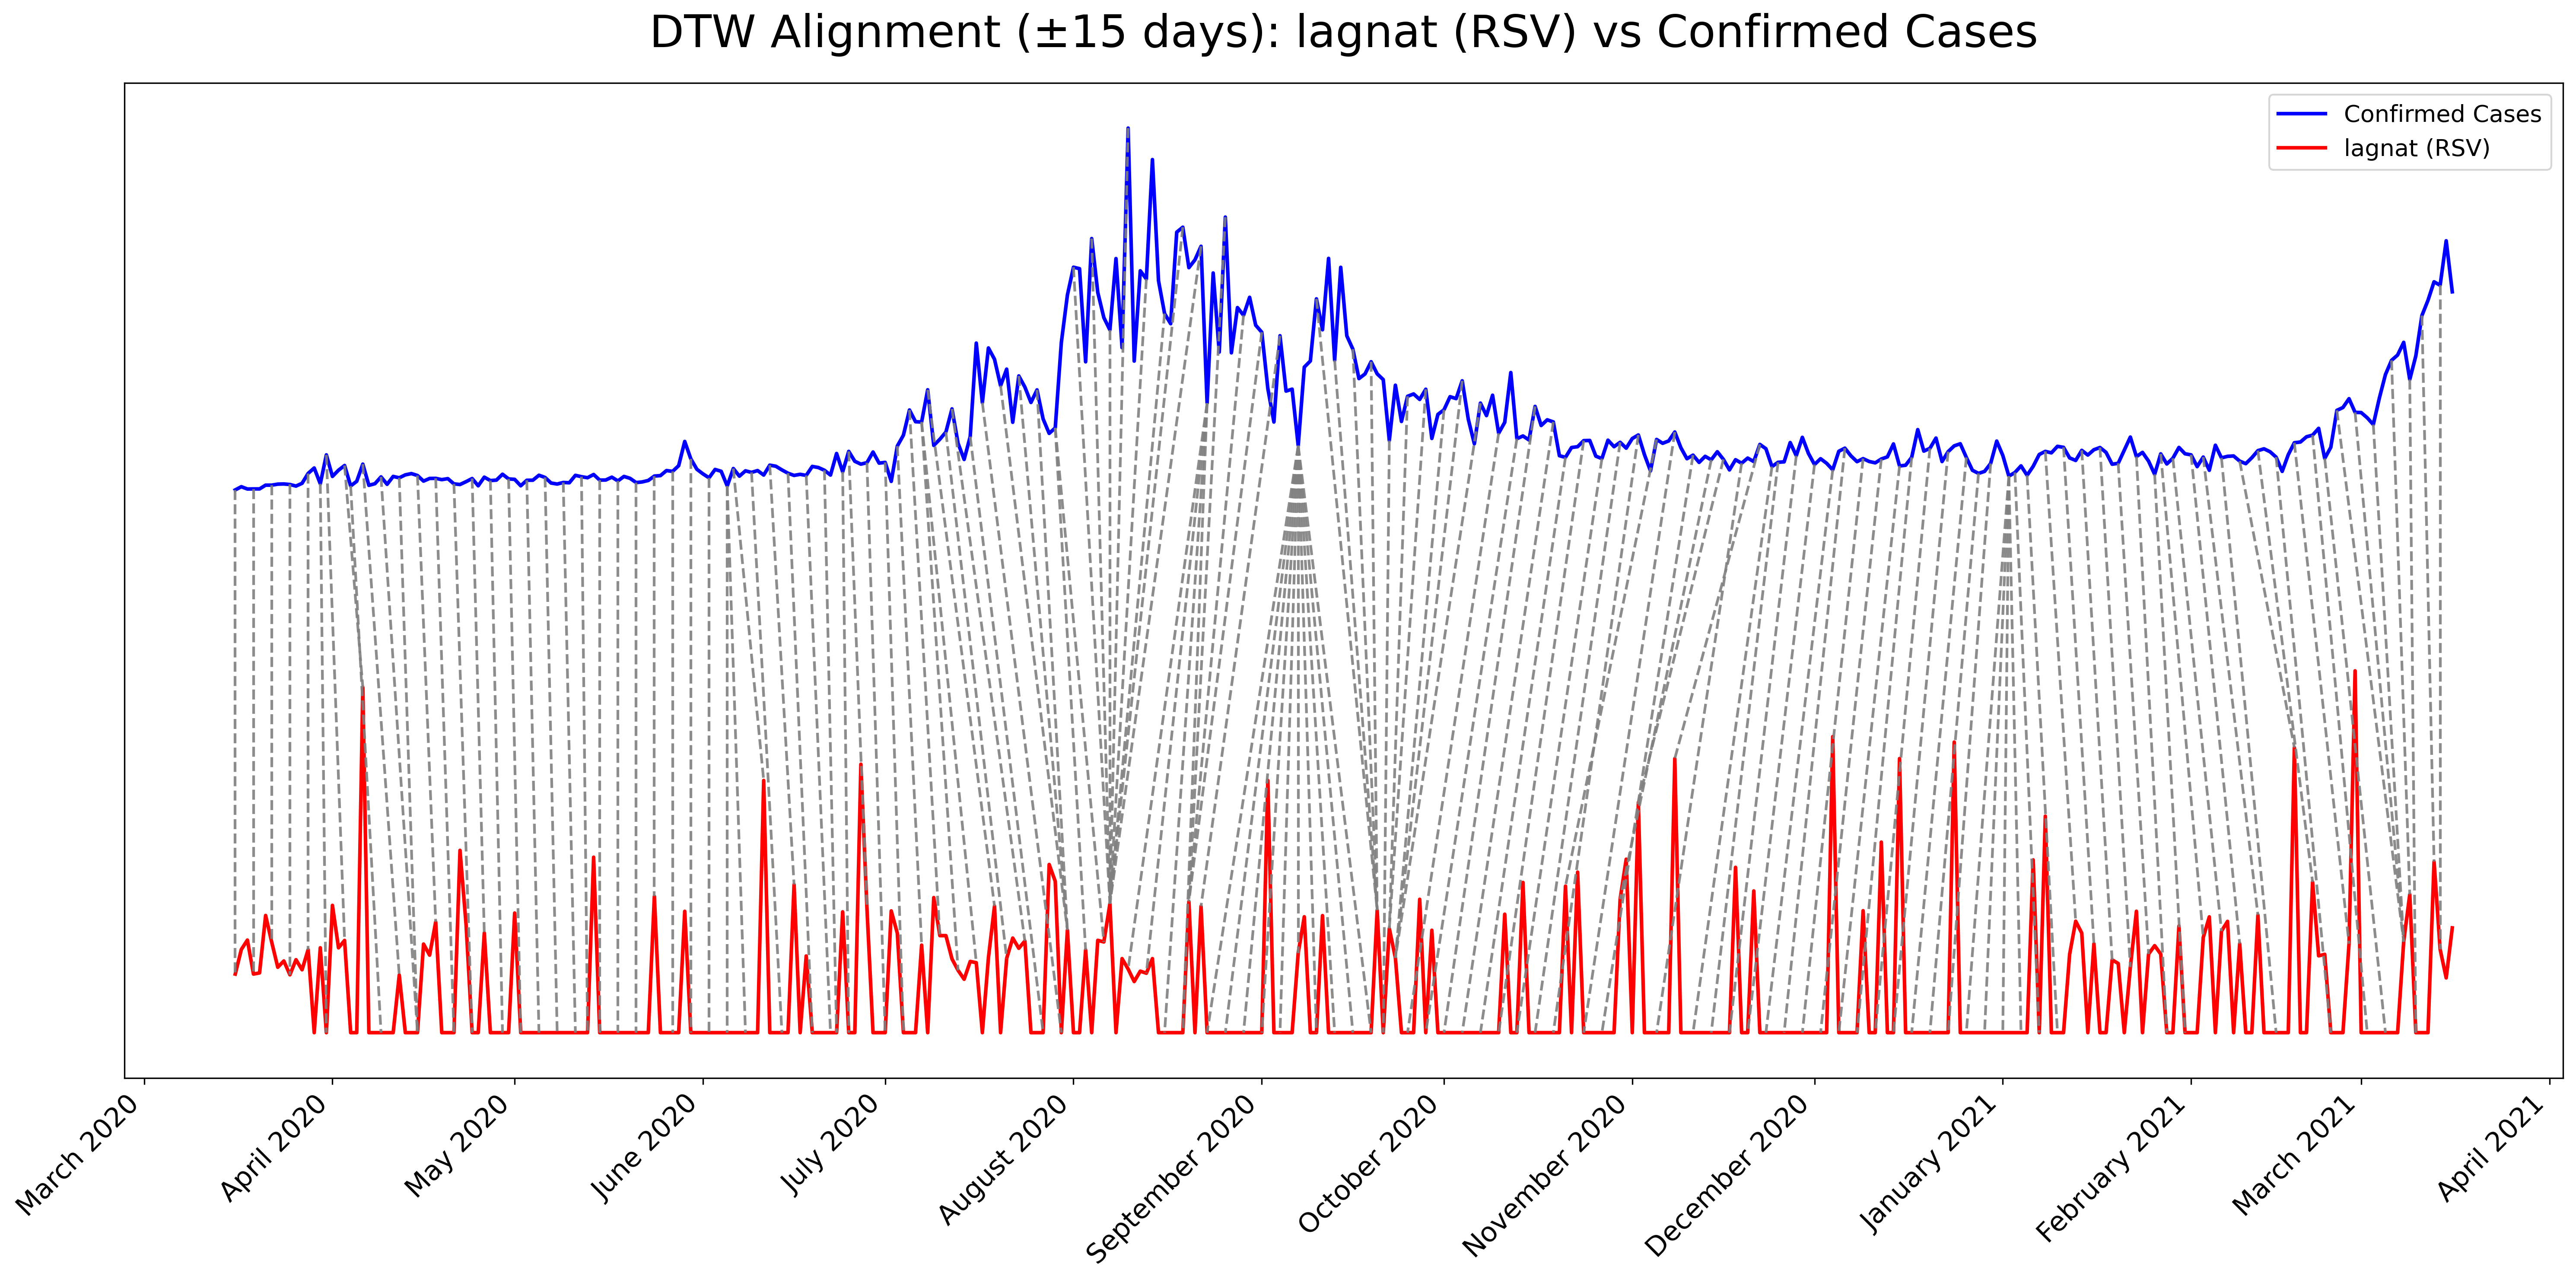 DTW Alignment (±15 days): lagnat (RSV) vs Confirmed Cases
Confirmed Cases
lagnat (RSV)
March 2020
April 2020
May 2020
June 2020
July 2020
August 2020
September 2020
October 2020
November 2020
December 2020
January 2021
February 2021
March 2021
April 2021